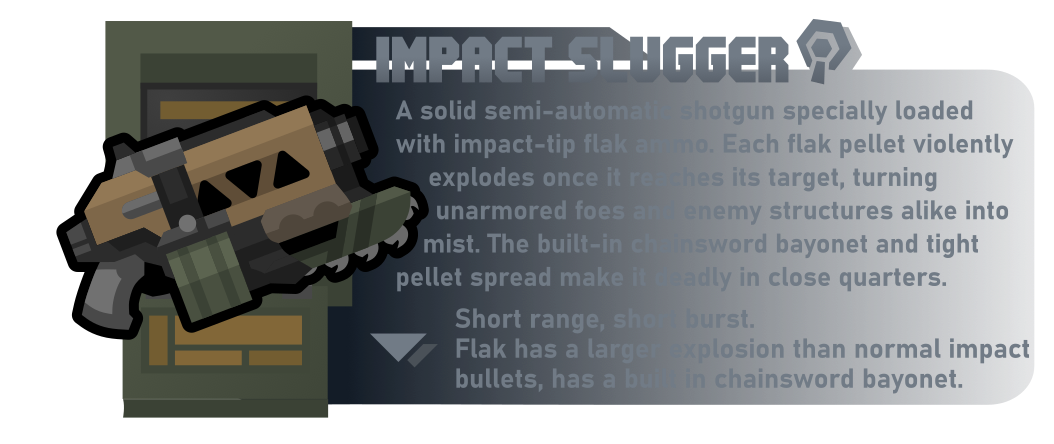 IMPACT SLUGGER
A solid semi-automatic shotgun specially loaded
with impact-tip flak ammo. Each flak pellet violently
explodes once it reaches its target, turning
unarmored foes and enemy structures alike into
mist. The built-in chainsword bayonet and tight
pellet spread make it deadly in close quarters.
Short range, short burst.
Flak has a larger explosion than normal impact
bullets, has a built in chainsword bayonet.